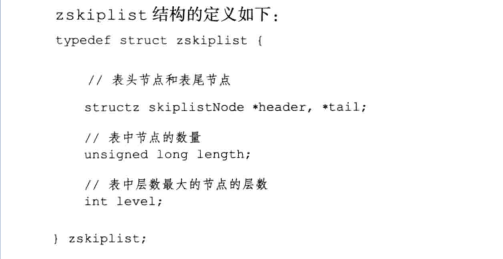 zskiplist 结构的定义如下：
typedef struct zskiplist {
// 表头节点和表尾节点
structz skiplistNode *header, *tail;
// 表中节点的数量
unsigned long length;
// 表中层数最大的节点的层数
int level;
} zskiplist;